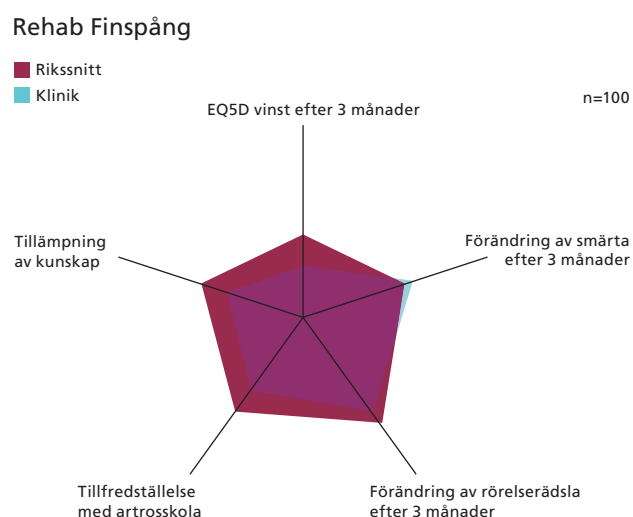 Rehab Finspång
Rikssnitt
Klinik
n=100
EQ5D vinst efter 3 månader
Tillämpning
av kunskap
Förändring av smärta
efter 3 månader
Tillfredställelse
med artrosskola
Förändring av rörelserädsla
efter 3 månader